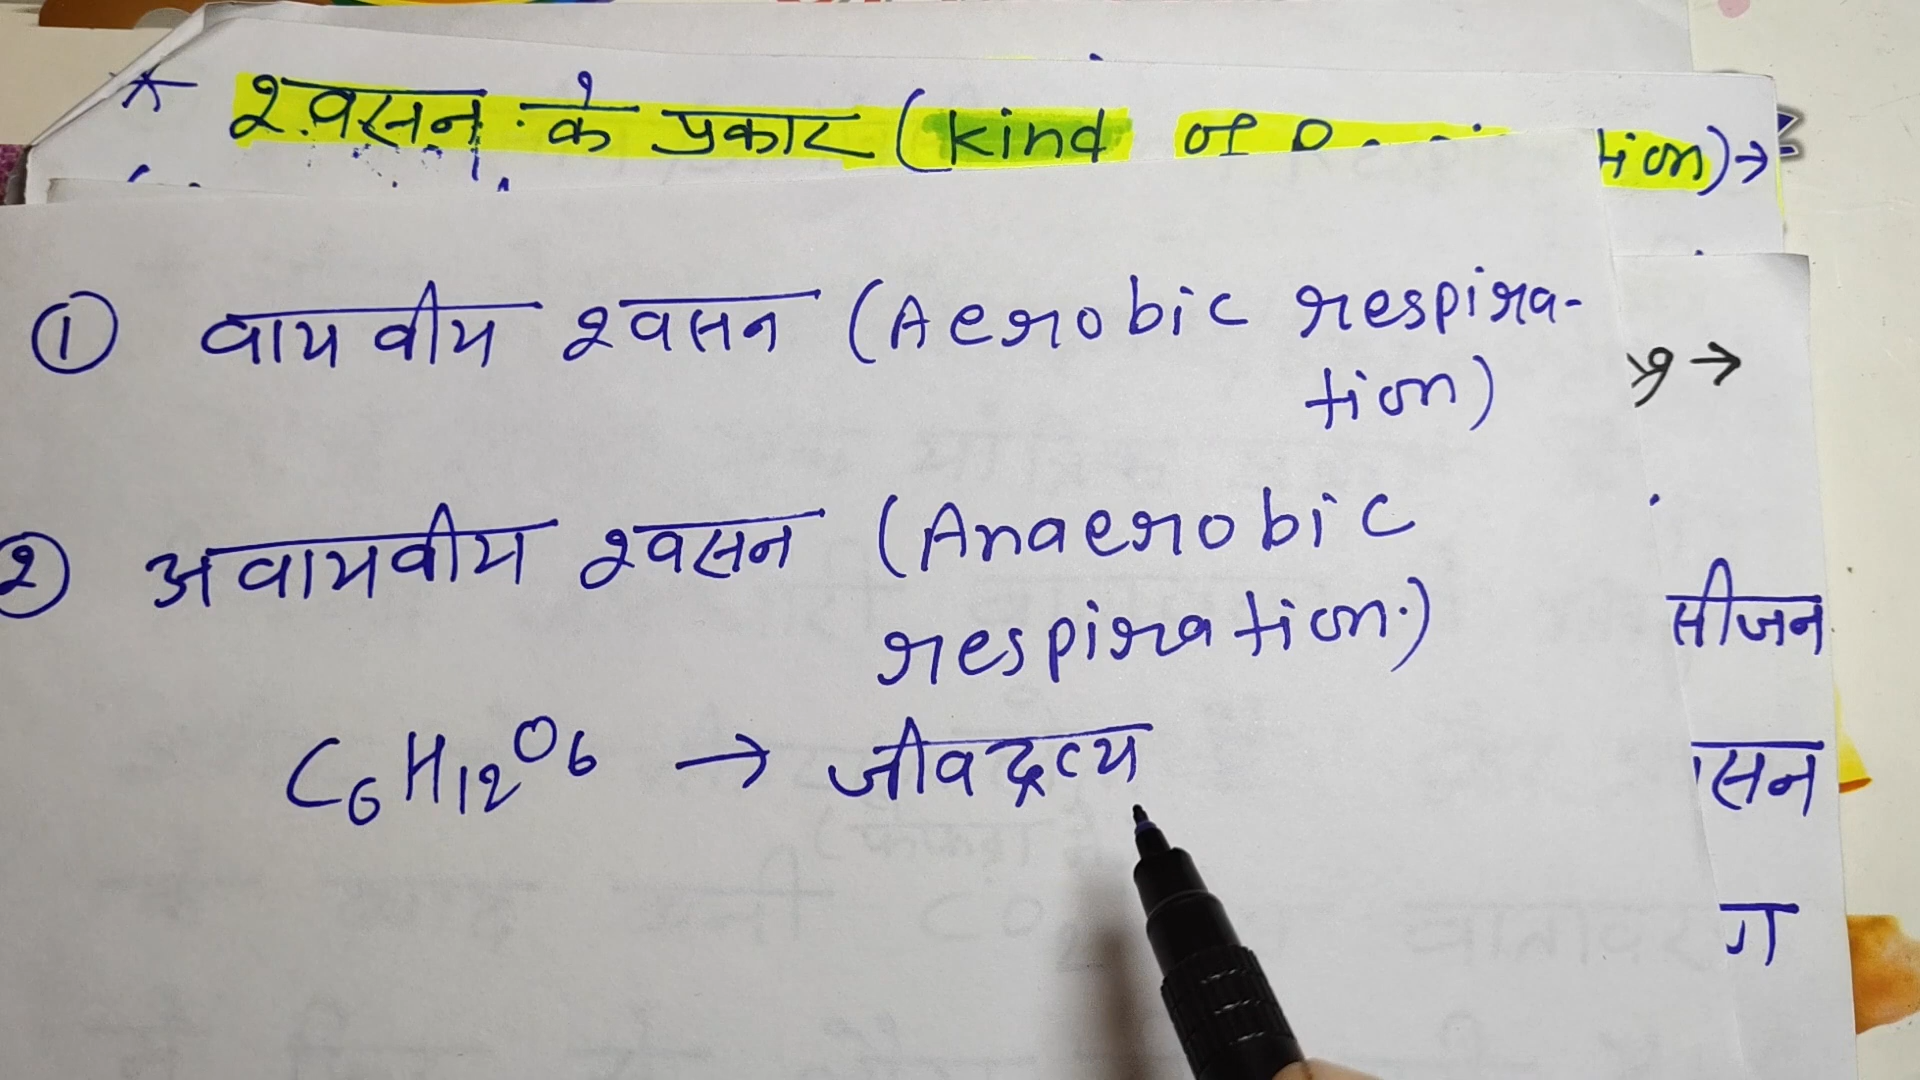 * श्वसन के प्रकार (kind of tion) →
① वायवीय श्वसन (Aerobic respira-
tion)
② अवायवीय श्वसन (Anaerobic
respiration.)
C6H12O6 → जीवद्रव्य
सीजन
सन
ग